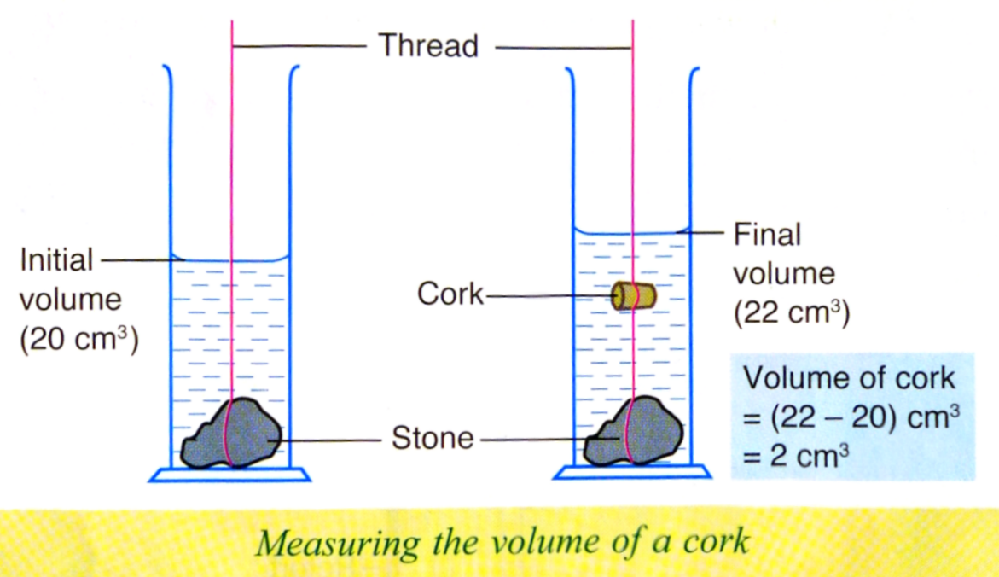 Thread
Initial
volume
(20 cm³)
Cork
Final
volume
(22 cm³)
Stone
Volume of cork
= (22 – 20) cm³
= 2 cm³
Measuring the volume of a cork